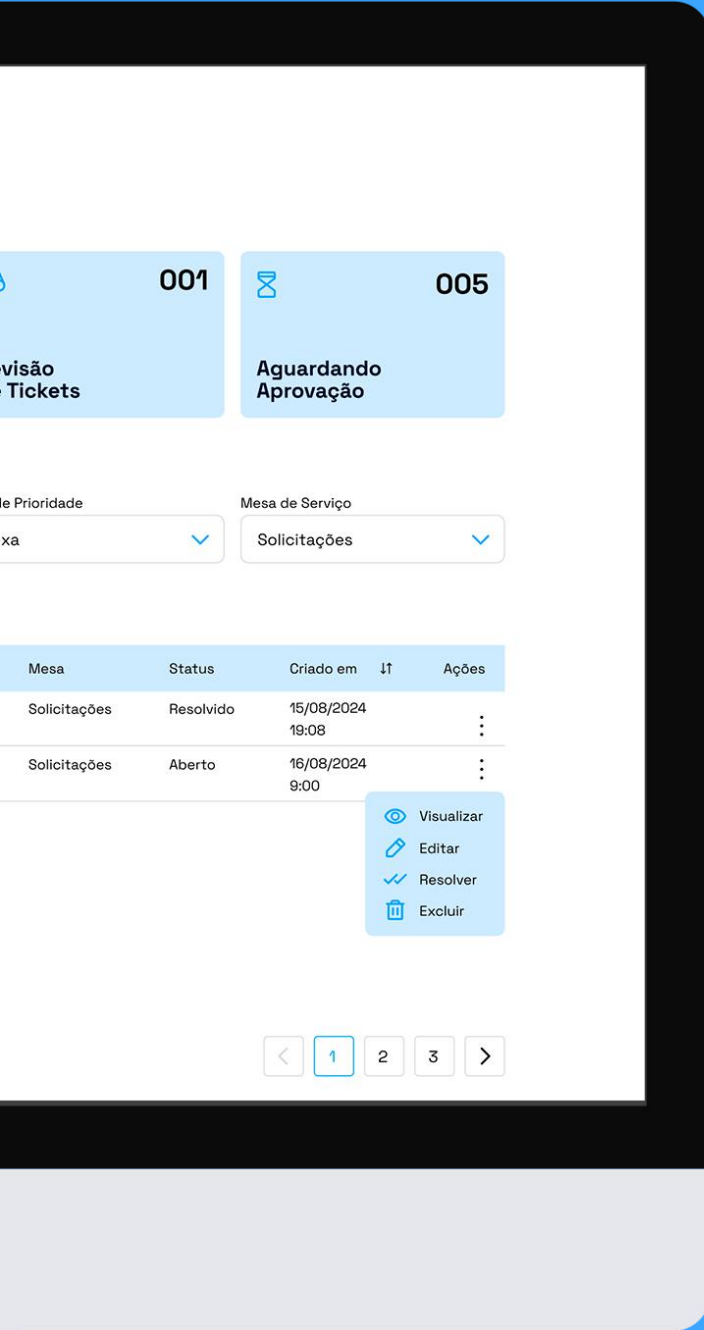 001
005
evisão
e Tickets
Aguardando
Aprovação
de Prioridade
Mesa de Serviço
xa
Solicitações
Mesa Status Criado em Ações
Solicitações Resolvido 15/08/2024
19:08
Solicitações Aberto 16/08/2024
9:00
Visualizar
Editar
Resolver
Excluir
1 2 3